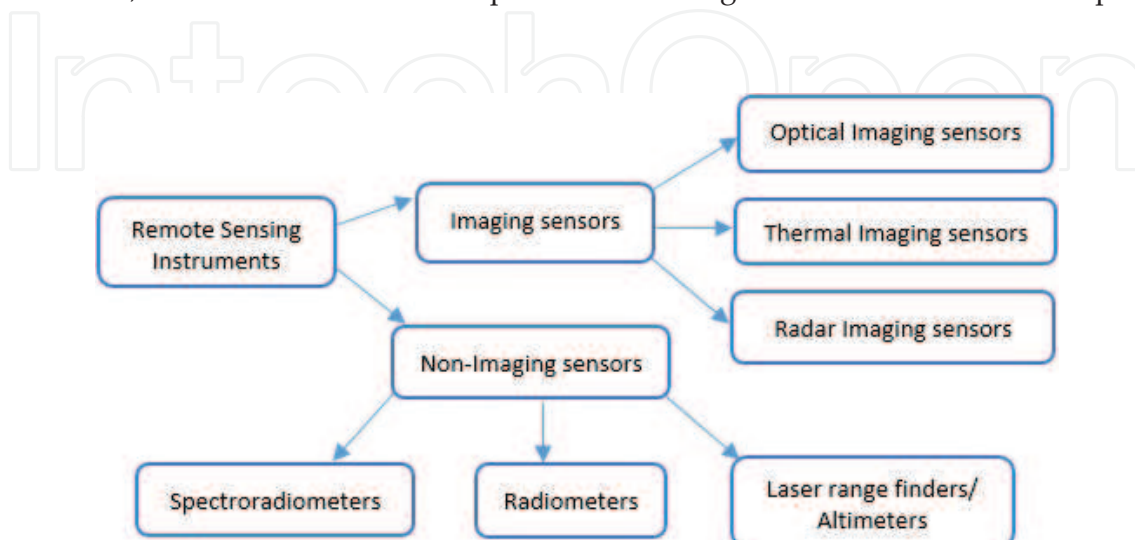 IntechOpen
Optical Imaging sensors
Remote Sensing
Instruments
Imaging sensors
Thermal Imaging sensors
Radar Imaging sensors
Non-Imaging sensors
Spectroradiometers
Radiometers
Laser range finders/
Altimeters